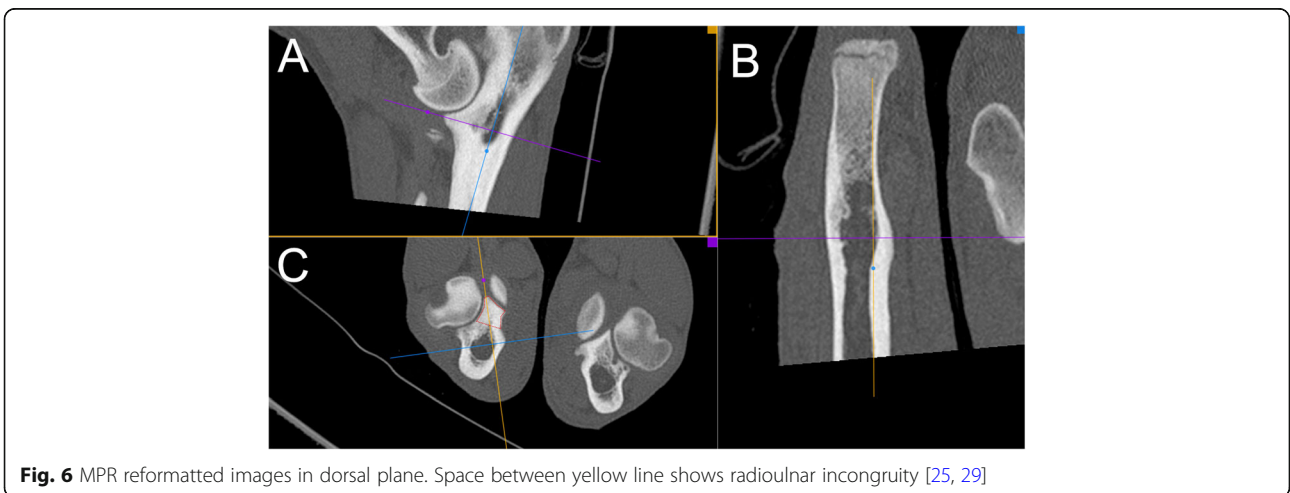 A
B
C
Fig. 6 MPR reformatted images in dorsal plane. Space between yellow line shows radioulnar incongruity [25, 29]